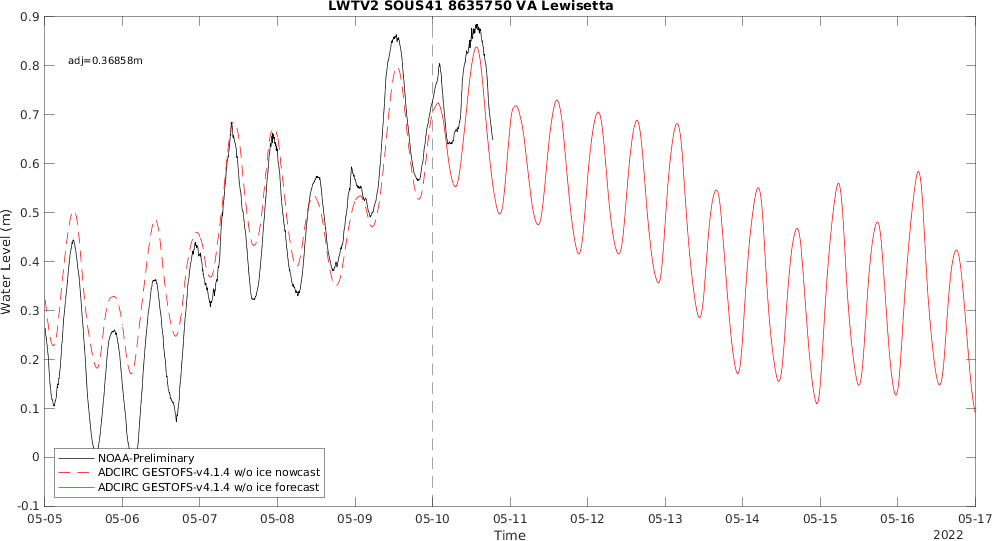 LWTV2 SOUS41 8635750 VA Lewisetta
0.9
0.8
0.7
0.6
0.5
0.4
0.3
0.2
0.1
0
-0.1
Water Level (m)
adj=0.36858m
NOAA-Preliminary
ADCIRC GESTOFS-v4.1.4 w/o ice nowcast
ADCIRC GESTOFS-v4.1.4 w/o ice forecast
05-05 05-06 05-07 05-08 05-09 05-10 05-11 05-12 05-13 05-14 05-15 05-16 05-17
Time
2022